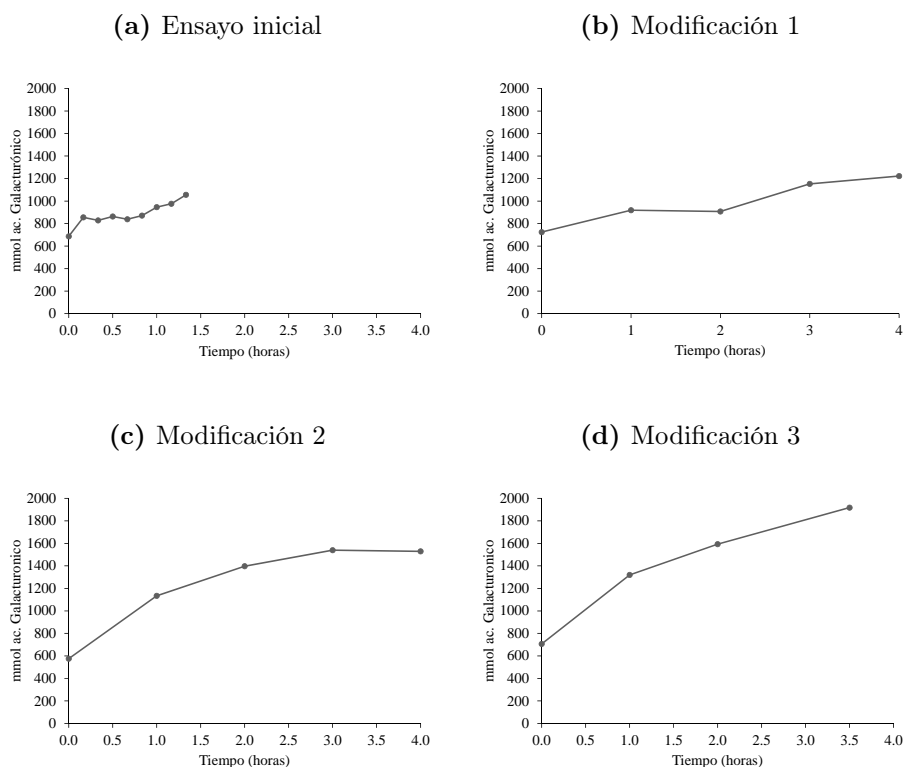 (a) Ensayo inicial
(b) Modificación 1
mmol ac. Galacturónico
2000
1800
1600
1400
1200
1000
800
600
400
200
0
0.0 0.5 1.0 1.5 2.0 2.5 3.0 3.5 4.0
Tiempo (horas)
mmol ac. Galacturonico
2000
1800
1600
1400
1200
1000
800
600
400
200
0
0 1 2 3 4
Tiempo (horas)
(c) Modificación 2
(d) Modificación 3
mmol ac. Galacturonico
2000
1800
1600
1400
1200
1000
800
600
400
200
0
0.0 0.5 1.0 1.5 2.0 2.5 3.0 3.5 4.0
Tiempo (horas)
mmol ac. Galacturonico
2000
1800
1600
1400
1200
1000
800
600
400
200
0
0.0 0.5 1.0 1.5 2.0 2.5 3.0 3.5 4.0
Tiempo (horas)